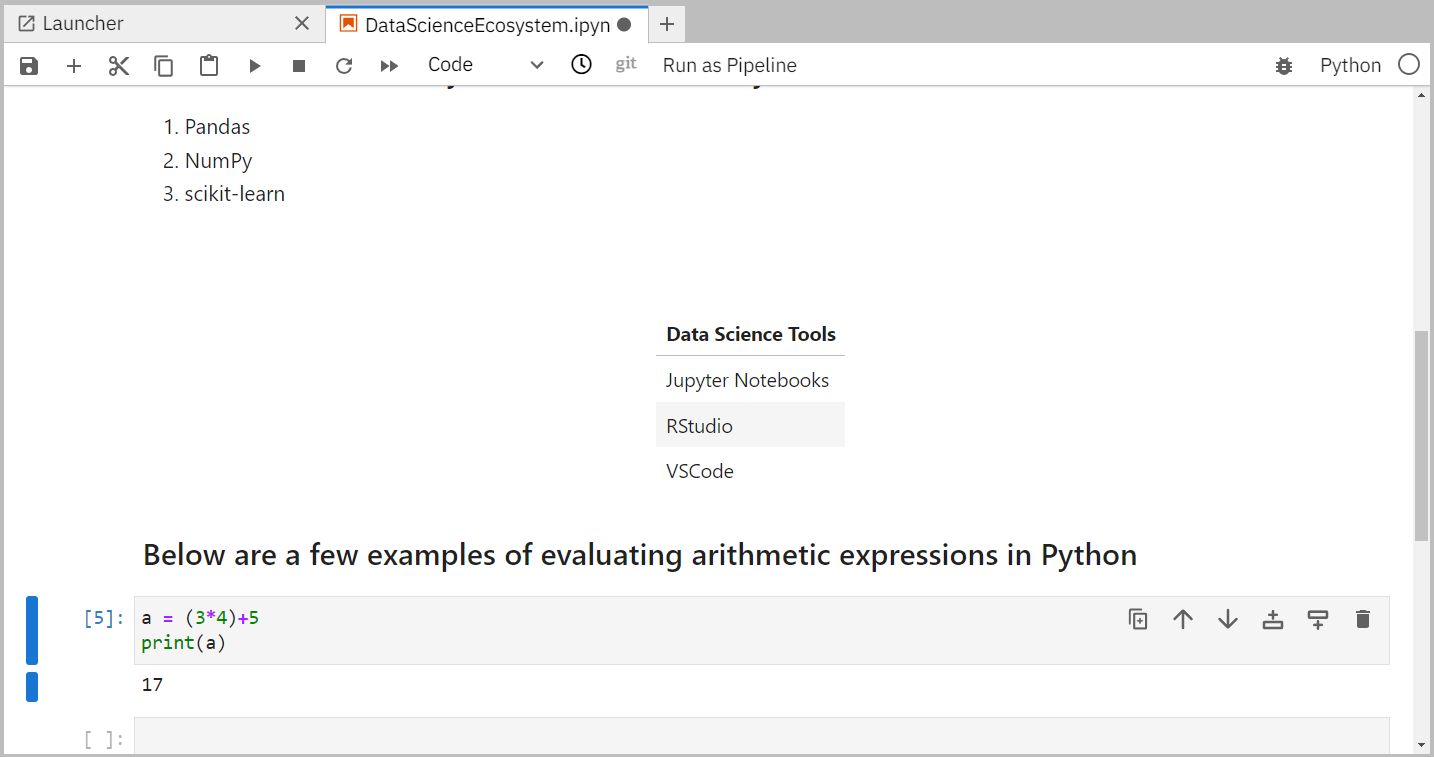 Launcher
DataScienceEcosystem.ipyn
Code
git
Run as Pipeline
Python
1. Pandas
2. NumPy
3. scikit-learn
Data Science Tools
Jupyter Notebooks
RStudio
VSCode
Below are a few examples of evaluating arithmetic expressions in Python
[5]:
a = (3*4)+5
print(a)
17
[ ]: